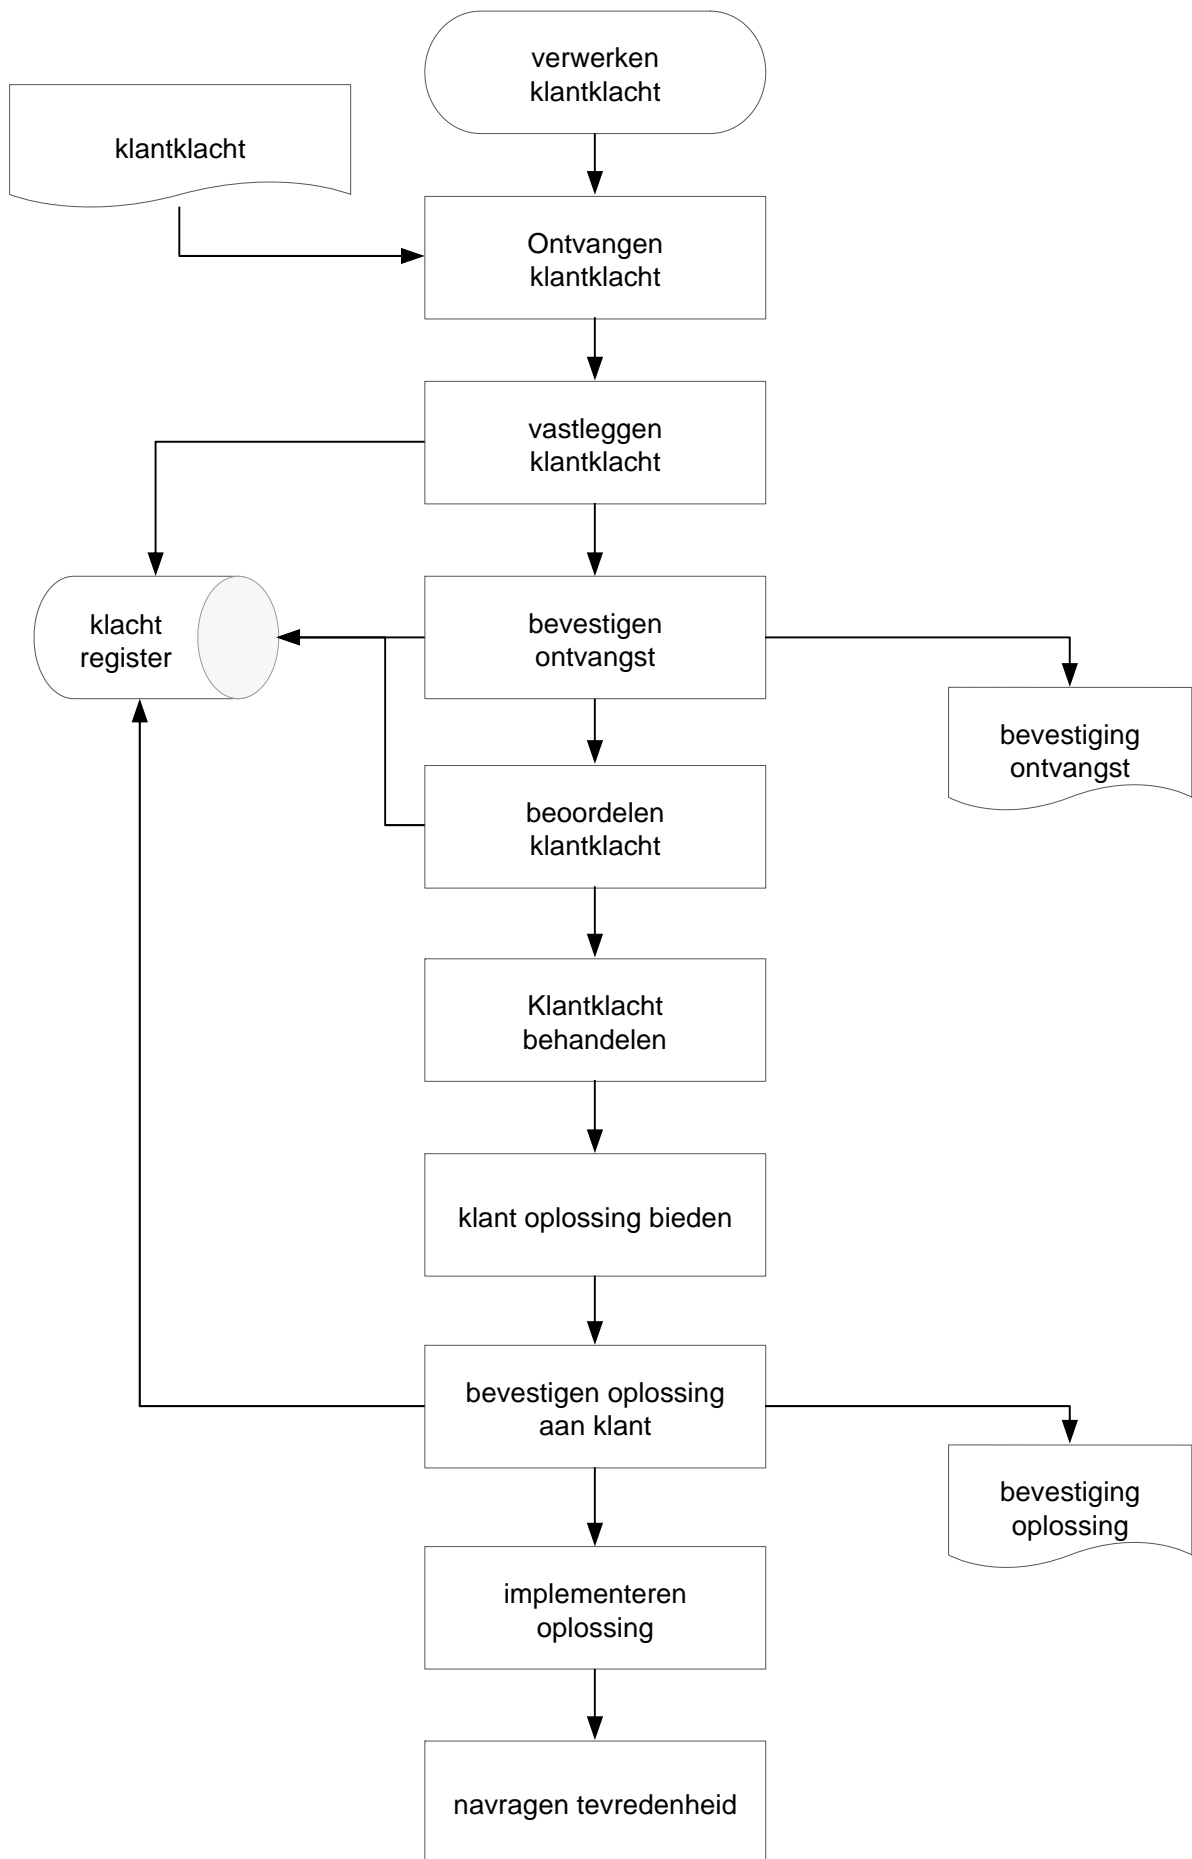 verwerken
klantklacht
klantklacht
Ontvangen
klantklacht
vastleggen
klantklacht
klacht
register
bevestigen
ontvangst
bevestiging
ontvangst
beoordelen
klantklacht
Klantklacht
behandelen
klant oplossing bieden
bevestigen oplossing
aan klant
bevestiging
oplossing
implementeren
oplossing
navragen tevredenheid